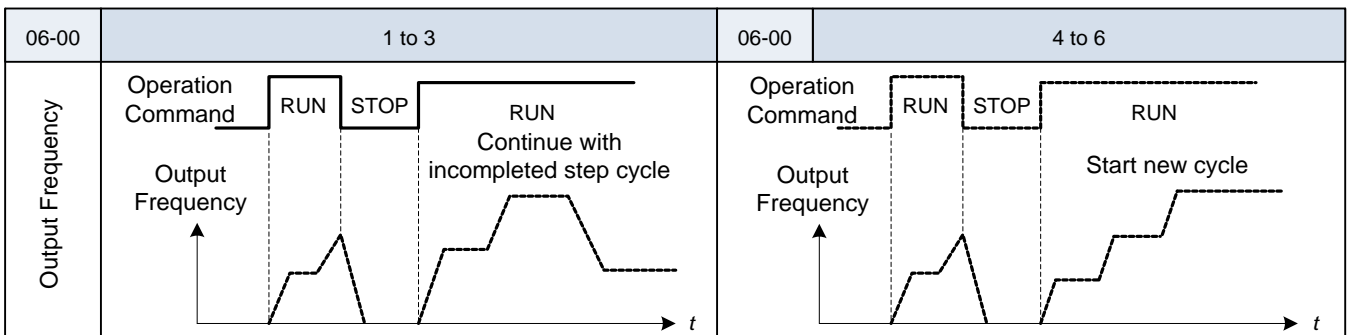 06-00
1 to 3
06-00
4 to 6
Output Frequency
Operation
Command
RUN
STOP
RUN
Continue with
incompleted step cycle
Output
Frequency
t
Operation
Command
RUN
STOP
RUN
Start new cycle
Output
Frequency
t